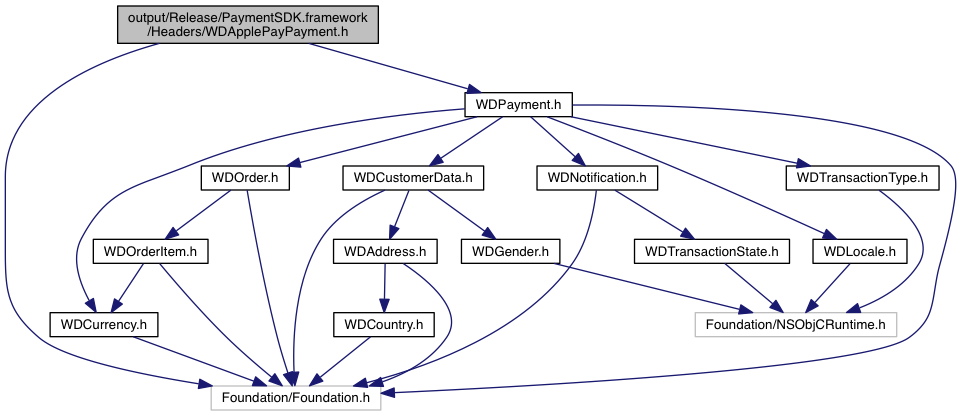 output/Release/PaymentSDK.framework
/Headers/WDApplePayPayment.h
WDPayment.h
WDOrder.h
WDCustomerData.h
WDNotification.h
WDTransactionType.h
WDOrderItem.h
WDAddress.h
WDGender.h
WDTransactionState.h
WDLocale.h
WDCurrency.h
WDCountry.h
Foundation/NSObjCRuntime.h
Foundation/Foundation.h